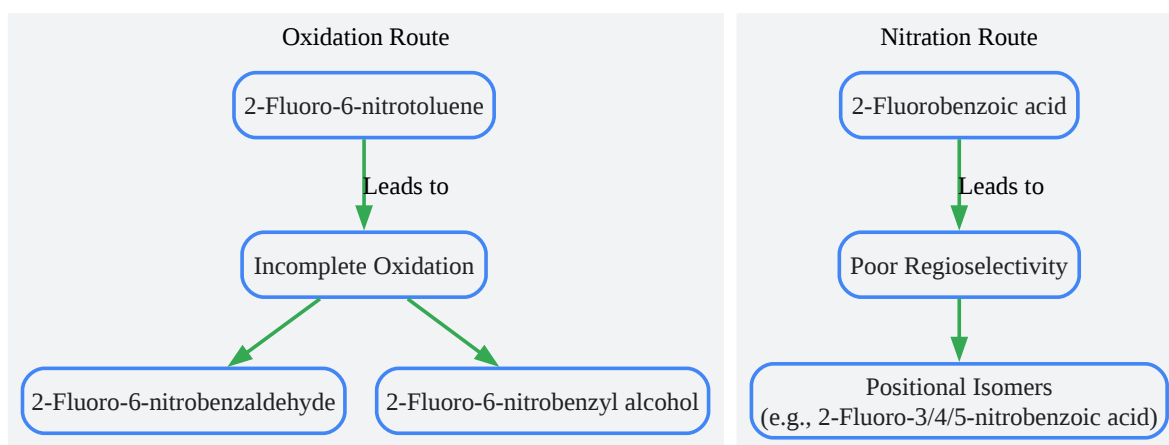 Oxidation Route
2-Fluoro-6-nitrotoluene
Leads to
Incomplete Oxidation
2-Fluoro-6-nitrobenzaldehyde
2-Fluoro-6-nitrobenzyl alcohol
Nitration Route
2-Fluorobenzoic acid
Leads to
Poor Regioselectivity
Positional Isomers
(e.g., 2-Fluoro-3/4/5-nitrobenzoic acid)